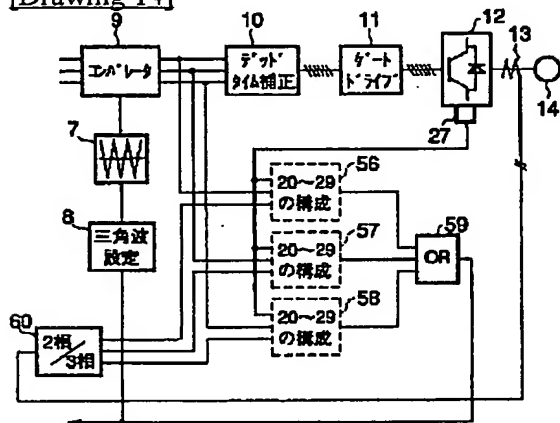 [Drawing 14]
9
コンパレータ
10
デッド
タイム補正
11
ゲート
ドライブ
12
13
14
27
7
8
三角波
設定
56
20〜29
の構成
57
20〜29
の構成
58
20〜29
の構成
59
OR
60
2相
/3相